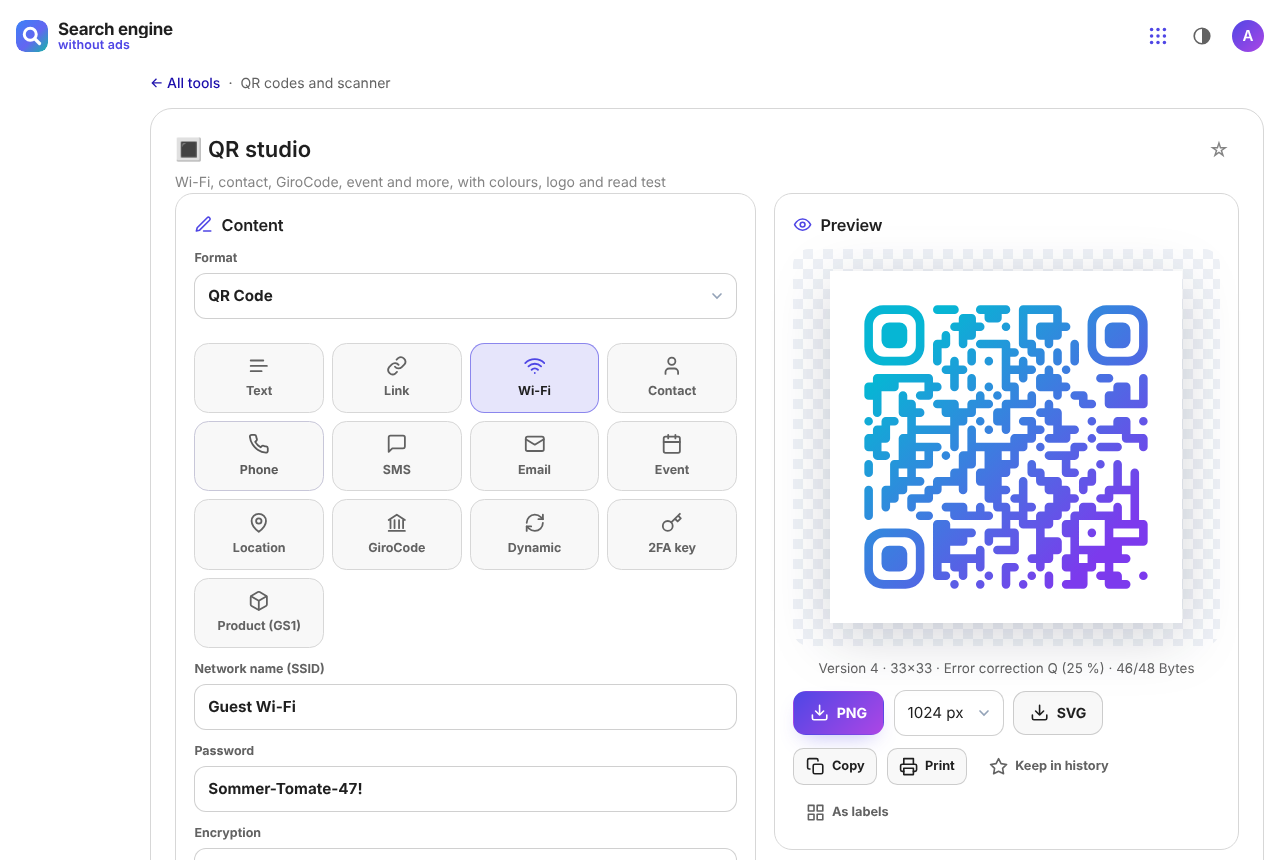 Search engine
without ads
A
← All tools · QR codes and scanner
QR studio
Wi-Fi, contact, GiroCode, event and more, with colours, logo and read test
Content
Format
QR Code
Text
Link
Wi-Fi
Contact
Phone
SMS
Email
Event
Location
GiroCode
Dynamic
2FA key
Product (GS1)
Network name (SSID)
Guest Wi-Fi
Password
Sommer-Tomate-47!
Encryption
Preview
Version 4 · 33×33 · Error correction Q (25 %) · 46/48 Bytes
PNG
1024 px
SVG
Copy
Print
Keep in history
As labels